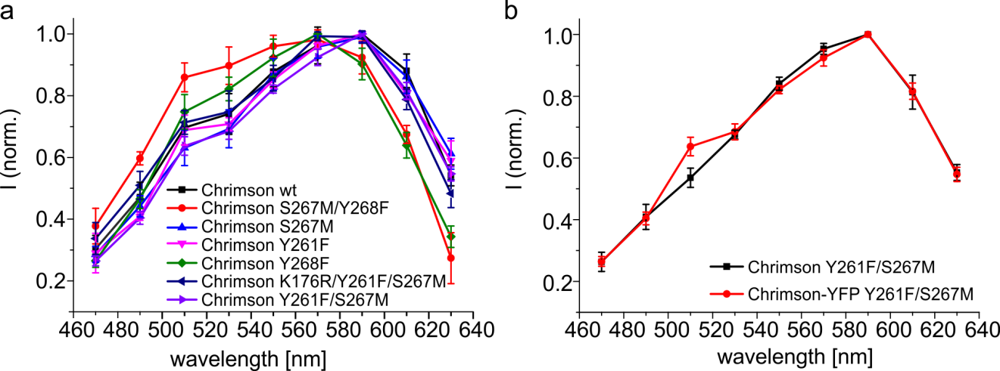 a
I (norm.)
1.0
0.8
0.6
0.4
0.2
Chrimson wt
Chrimson S267M/Y268F
Chrimson S267M
Chrimson Y261F
Chrimson Y268F
Chrimson K176R/Y261F/S267M
Chrimson Y261F/S267M
460 480 500 520 540 560 580 600 620 640
wavelength [nm]
b
I (norm.)
1.0
0.8
0.6
0.4
0.2
Chrimson Y261F/S267M
Chrimson-YFP Y261F/S267M
460 480 500 520 540 560 580 600 620 640
wavelength [nm]